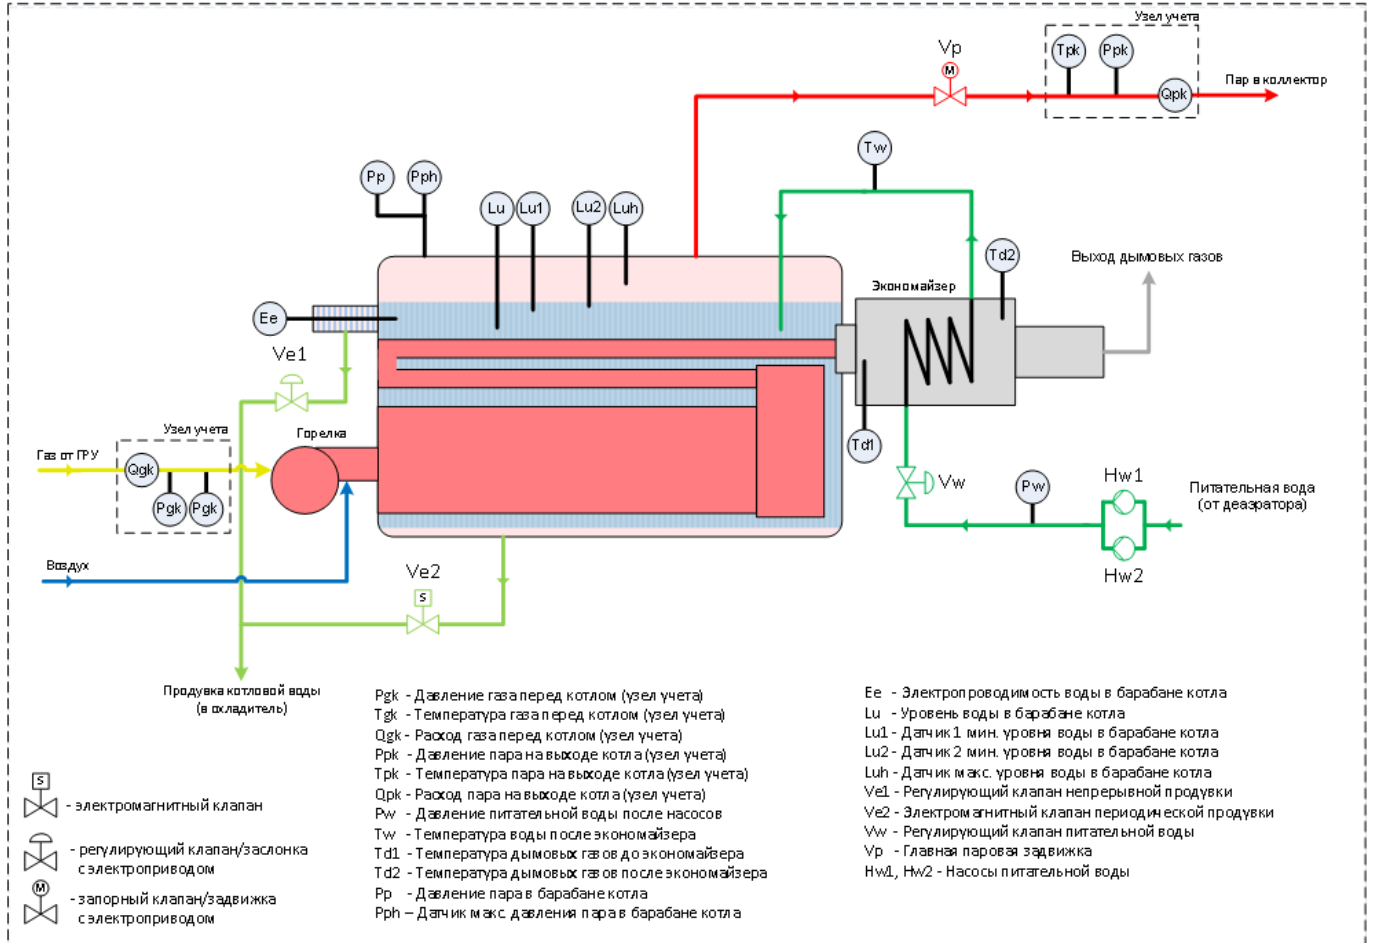 Узел учета
Vp
M
Tpk
Ppk
Qpk
Пар в коллектор
Tw
Pp
Pph
Lu
Lu1
Lu2
Luh
Td2
Выход дымовых газов
Экономайзер
Ee
Ve1
Узел учета
Горелка
Газ от ГРУ
Qgk
Pgk
Pgk
Td1
Vw
Pw
Hw1
Питательная вода
(от деаэратора)
Hw2
Воздух
Ve2
S
Продувка котловой воды
(в охладитель)
Pgk - Давление газа перед котлом (узел учета)
Tgk - Температура газа перед котлом (узел учета)
Qgk - Расход газа перед котлом (узел учета)
Ppk - Давление пара на выходе котла (узел учета)
Tpk - Температура пара на выходе котла (узел учета)
Qpk - Расход пара на выходе котла (узел учета)
Pw - Давление питательной воды после насосов
Tw - Температура воды после экономайзера
Td1 - Температура дымовых газов до экономайзера
Td2 - Температура дымовых газов после экономайзера
Pp - Давление пара в барабане котла
Pph – Датчик макс. давления пара в барабане котла
Ee - Электропроводимость воды в барабане котла
Lu - Уровень воды в барабане котла
Lu1 - Датчик 1 мин. уровня воды в барабане котла
Lu2 - Датчик 2 мин. уровня воды в барабане котла
Luh - Датчик макс. уровня воды в барабане котла
Ve1 - Регулирующий клапан непрерывной продувки
Ve2 - Электромагнитный клапан периодической продувки
Vw - Регулирующий клапан питательной воды
Vp - Главная паровая задвижка
Hw1, Hw2 - Насосы питательной воды
S
- электромагнитный клапан
- регулирующий клапан/заслонка
с электроприводом
M
- запорный клапан/задвижка
с электроприводом